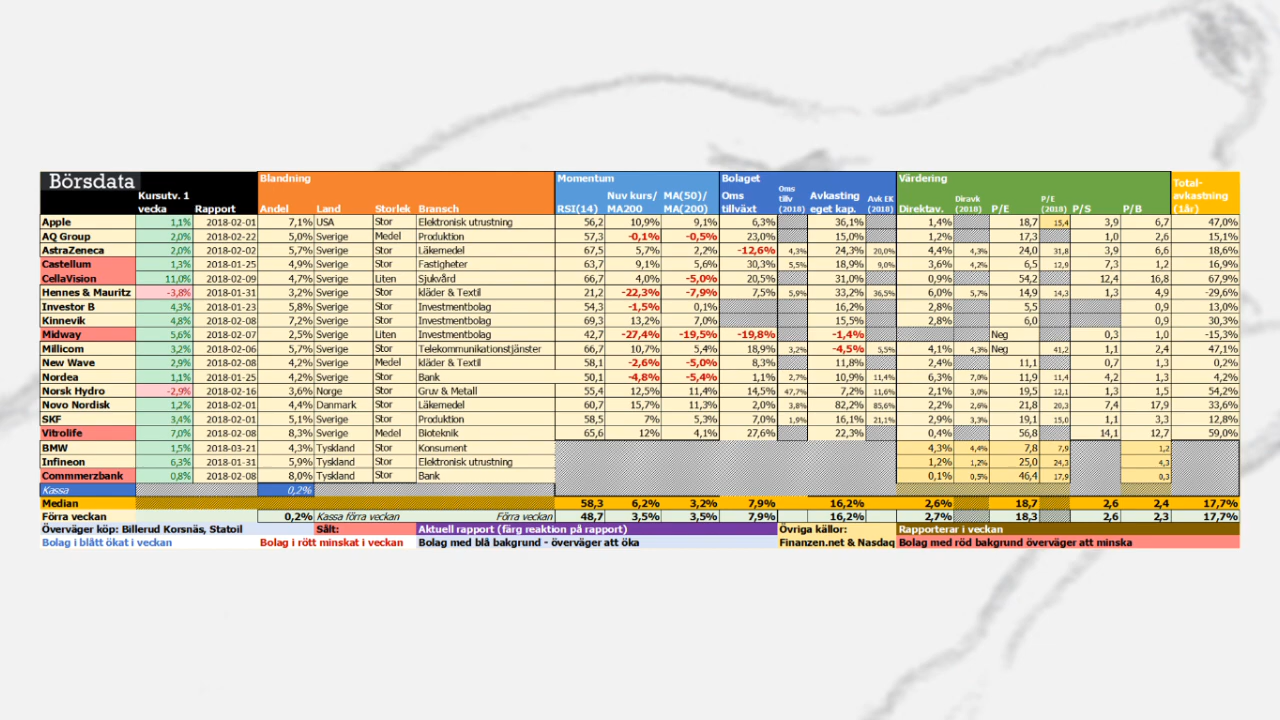 Börsdata Blandning Momentum Bolaget Värdering
Kursutv. 1 vecka Rapport Andel Land Storlek Bransch RSI(14) Nuv kurs/ MA200 MA(50)/ MA(200) Oms tillväxt Oms tillv (2018) Avkasting eget kap. Avk EK (2018) Direktav. Diravk (2018) P/E P/E (2018) P/S P/B Total- avkastning (1år)
Apple 1,1% 2018-02-01 7,1% USA Stor Elektronisk utrustning 56,2 10,9% 9,1% 6,3% 36,1% 1,4% 18,7 15,4 3,9 6,7 47,0%
AQ Group 2,0% 2018-02-22 5,0% Sverige Medel Produktion 57,3 -0,1% -0,5% 23,0% 15,0% 1,2% 17,3 1,0 2,6 15,1%
AstraZeneca 2,0% 2018-02-02 5,7% Sverige Stor Läkemedel 67,5 5,7% 2,2% -12,6% 4,3% 24,3% 20,0% 4,4% 4,3% 24,0 31,8 3,9 6,6 18,6%
Castellum 1,3% 2018-01-25 4,9% Sverige Stor Fastigheter 63,7 9,1% 5,6% 30,3% 5,5% 18,9% 9,0% 3,6% 4,2% 6,5 12,9 7,3 1,2 16,9%
CellaVision 11,0% 2018-02-09 4,7% Sverige Liten Sjukvård 66,7 4,0% -5,0% 20,5% 31,0% 0,9% 54,2 12,4 16,8 67,9%
Hennes & Mauritz -3,8% 2018-01-31 3,2% Sverige Stor kläder & Textil 21,2 -22,3% -7,9% 7,5% 5,9% 33,2% 36,5% 6,0% 5,7% 14,9 14,3 1,3 4,9 -29,6%
Investor B 4,3% 2018-01-23 5,8% Sverige Stor Investmentbolag 54,3 -1,5% 0,1% 16,2% 2,8% 5,5 0,9 13,0%
Kinnevik 4,8% 2018-02-08 7,2% Sverige Stor Investmentbolag 69,3 13,2% 7,0% 15,5% 2,8% 6,0 0,9 30,3%
Midway 5,6% 2018-02-07 2,5% Sverige Liten Investmentbolag 42,7 -27,4% -19,5% -19,8% -1,4% Neg 0,3 1,0 -15,3%
Millicom 3,2% 2018-02-06 5,7% Sverige Stor Telekommunikationstjänster 66,7 10,7% 5,4% 18,9% 3,2% -4,5% 5,5% 4,1% 4,3% Neg 41,2 1,1 2,4 47,1%
New Wave 2,9% 2018-02-08 4,2% Sverige Medel kläder & Textil 58,1 -2,6% -5,0% 8,3% 11,8% 2,4% 11,1 0,7 1,3 0,2%
Nordea 1,1% 2018-01-25 4,2% Sverige Stor Bank 50,1 -4,8% -5,4% 1,1% 2,7% 10,9% 11,4% 6,3% 7,0% 11,9 11,4 4,2 1,3 4,2%
Norsk Hydro -2,9% 2018-02-16 3,6% Norge Stor Gruv & Metall 55,4 12,5% 11,4% 14,5% 47,7% 7,2% 11,6% 2,1% 3,0% 19,5 12,1 1,3 1,5 54,2%
Novo Nordisk 1,2% 2018-02-01 4,4% Danmark Stor Läkemedel 60,7 15,7% 11,3% 2,0% 3,8% 82,2% 85,6% 2,2% 2,6% 21,8 20,3 7,4 17,9 33,6%
SKF 3,4% 2018-02-01 5,1% Sverige Stor Produktion 58,5 7% 5,3% 7,0% 1,9% 16,1% 21,1% 2,9% 3,3% 19,1 15,0 1,1 3,3 12,8%
Vitrolife 7,0% 2018-02-08 8,3% Sverige Medel Bioteknik 65,6 12% 4,1% 27,6% 22,3% 0,4% 56,8 14,1 12,7 59,0%
BMW 1,5% 2018-03-21 4,3% Tyskland Stor Konsument 4,3% 4,4% 7,8 7,9 1,2
Infineon 6,3% 2018-01-31 5,9% Tyskland Stor Elektronisk utrustning 1,2% 1,2% 25,0 24,3 4,3
Commmerzbank 0,8% 2018-02-08 8,0% Tyskland Stor Bank 0,1% 0,5% 46,4 17,9 0,3
Kassa 0,2%
Median 58,3 6,2% 3,2% 7,9% 16,2% 2,6% 18,7 2,6 2,4 17,7%
Förra veckan 0,2% Kassa förra veckan Förra veckan 48,7 3,5% 3,5% 7,9% 16,2% 2,7% 18,3 2,6 2,3 17,7%
Överväger köp: Billerud Korsnäs, Statoil Sålt: Aktuell rapport (färg reaktion på rapport) Övriga källor: Rapporterar i veckan
Bolag i blått ökat i veckan Bolag i rött minskat i veckan Bolag med blå bakgrund - överväger att öka Finanzen.net & Nasdaq Bolag med röd bakgrund överväger att minska